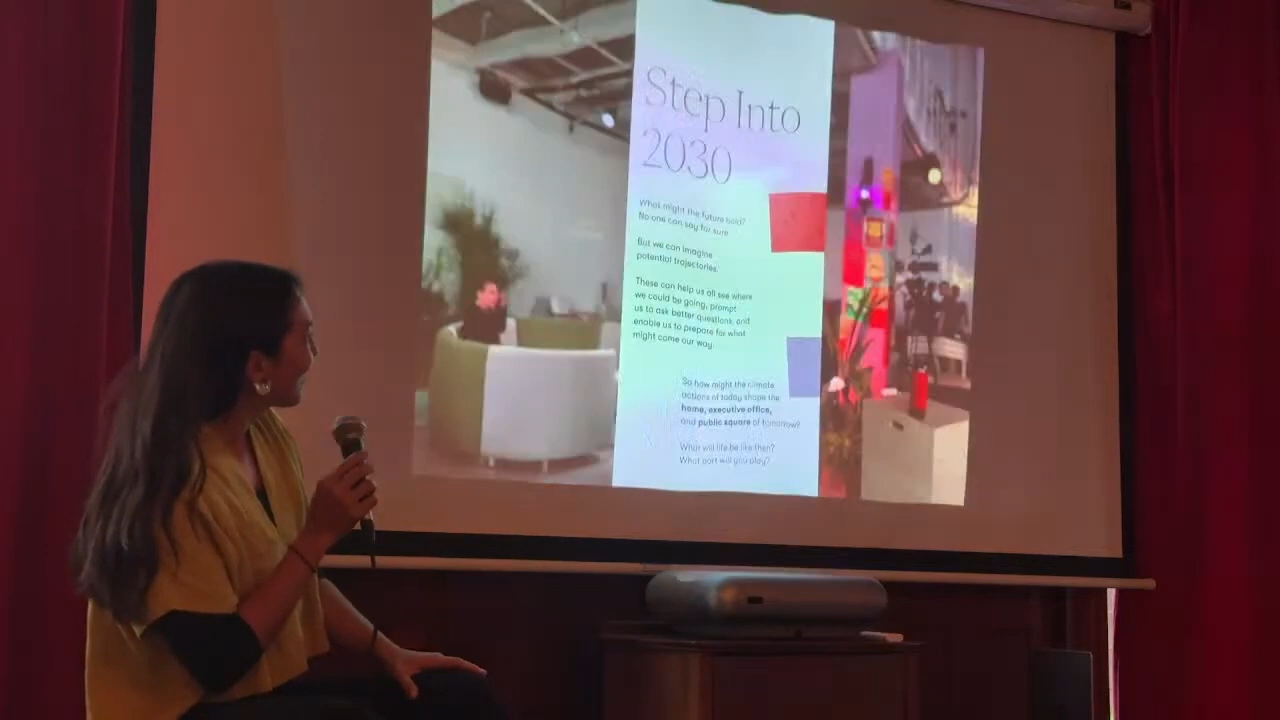 Step Into
2030
What might the future hold?
No one can say for sure
But we can imagine
potential trajectories.
These can help us all see where
we could be going, prompt
us to ask better questions, and
enable us to prepare for what
might come our way.
So how might the climate
actions of today shape the
home, executive office,
and public square of tomorrow?
What will life be like then?
What part will you play?